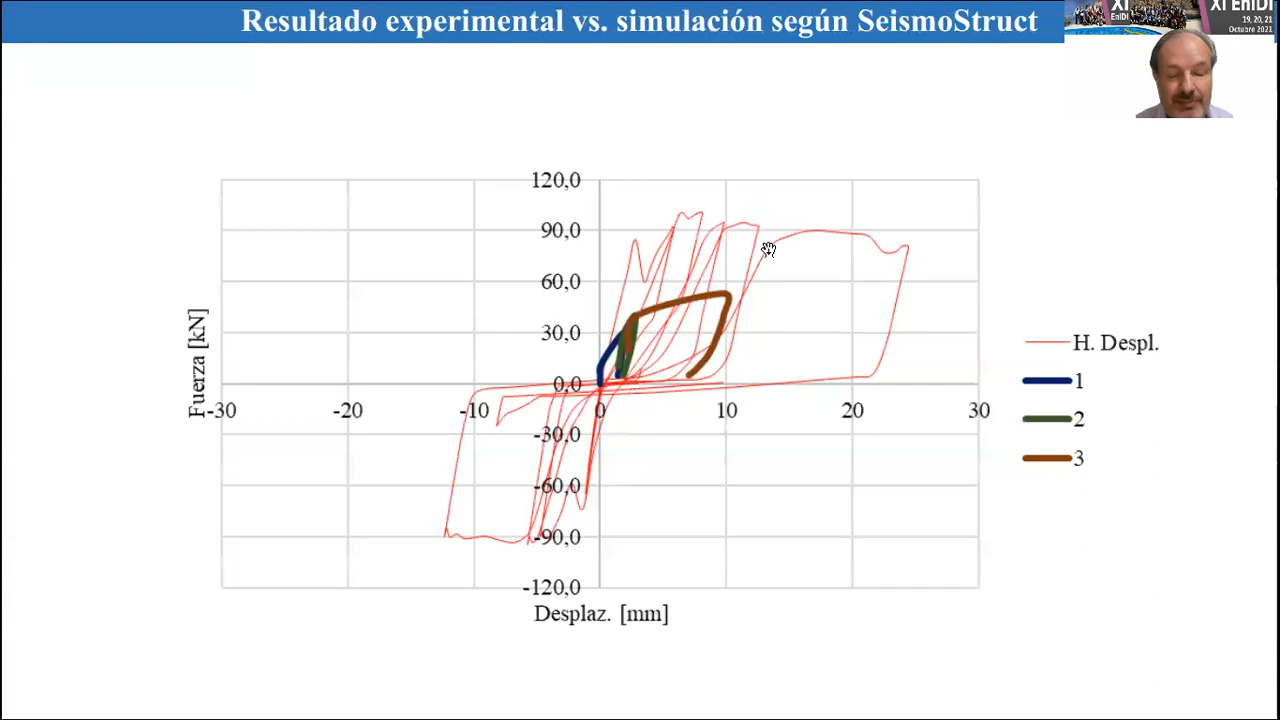 Resultado experimental vs. simulación según SeismoStruct
XI
EnIDI
XI EnIDI
19, 20, 21
Octubre 2021
120,0
90,0
60,0
30,0
0,0
-30 -20 -10 0 10 20 30
-30,0
-60,0
-90,0
-120,0
Fuerza [kN]
Desplaz. [mm]
H. Despl.
1
2
3